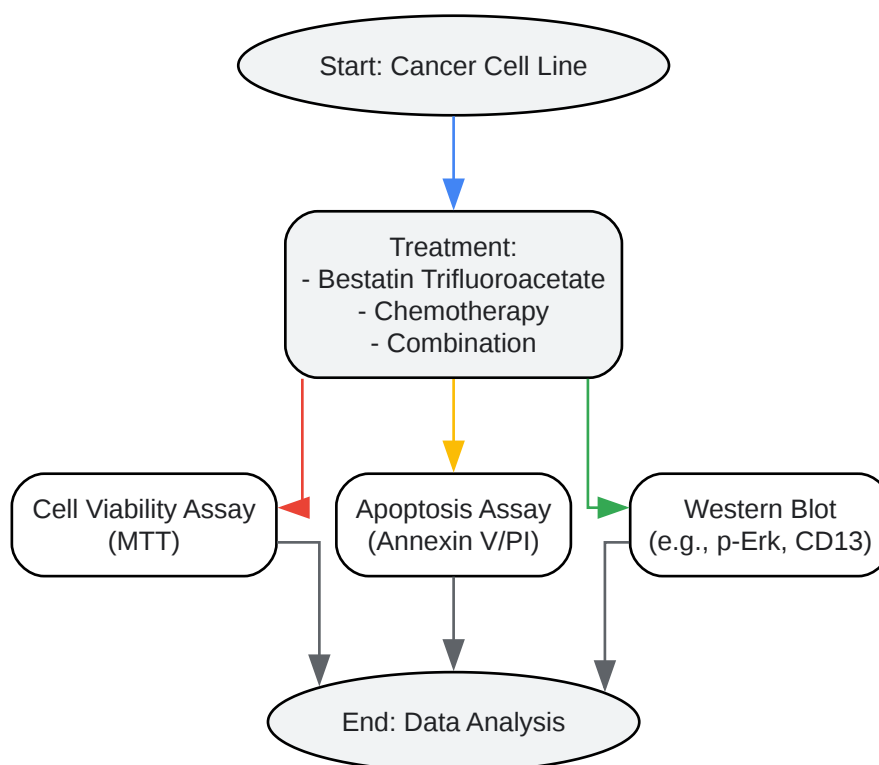 Start: Cancer Cell Line
Treatment:
- Bestatin Trifluoroacetate
- Chemotherapy
- Combination
Cell Viability Assay
(MTT)
Apoptosis Assay
(Annexin V/PI)
Western Blot
(e.g., p-Erk, CD13)
End: Data Analysis